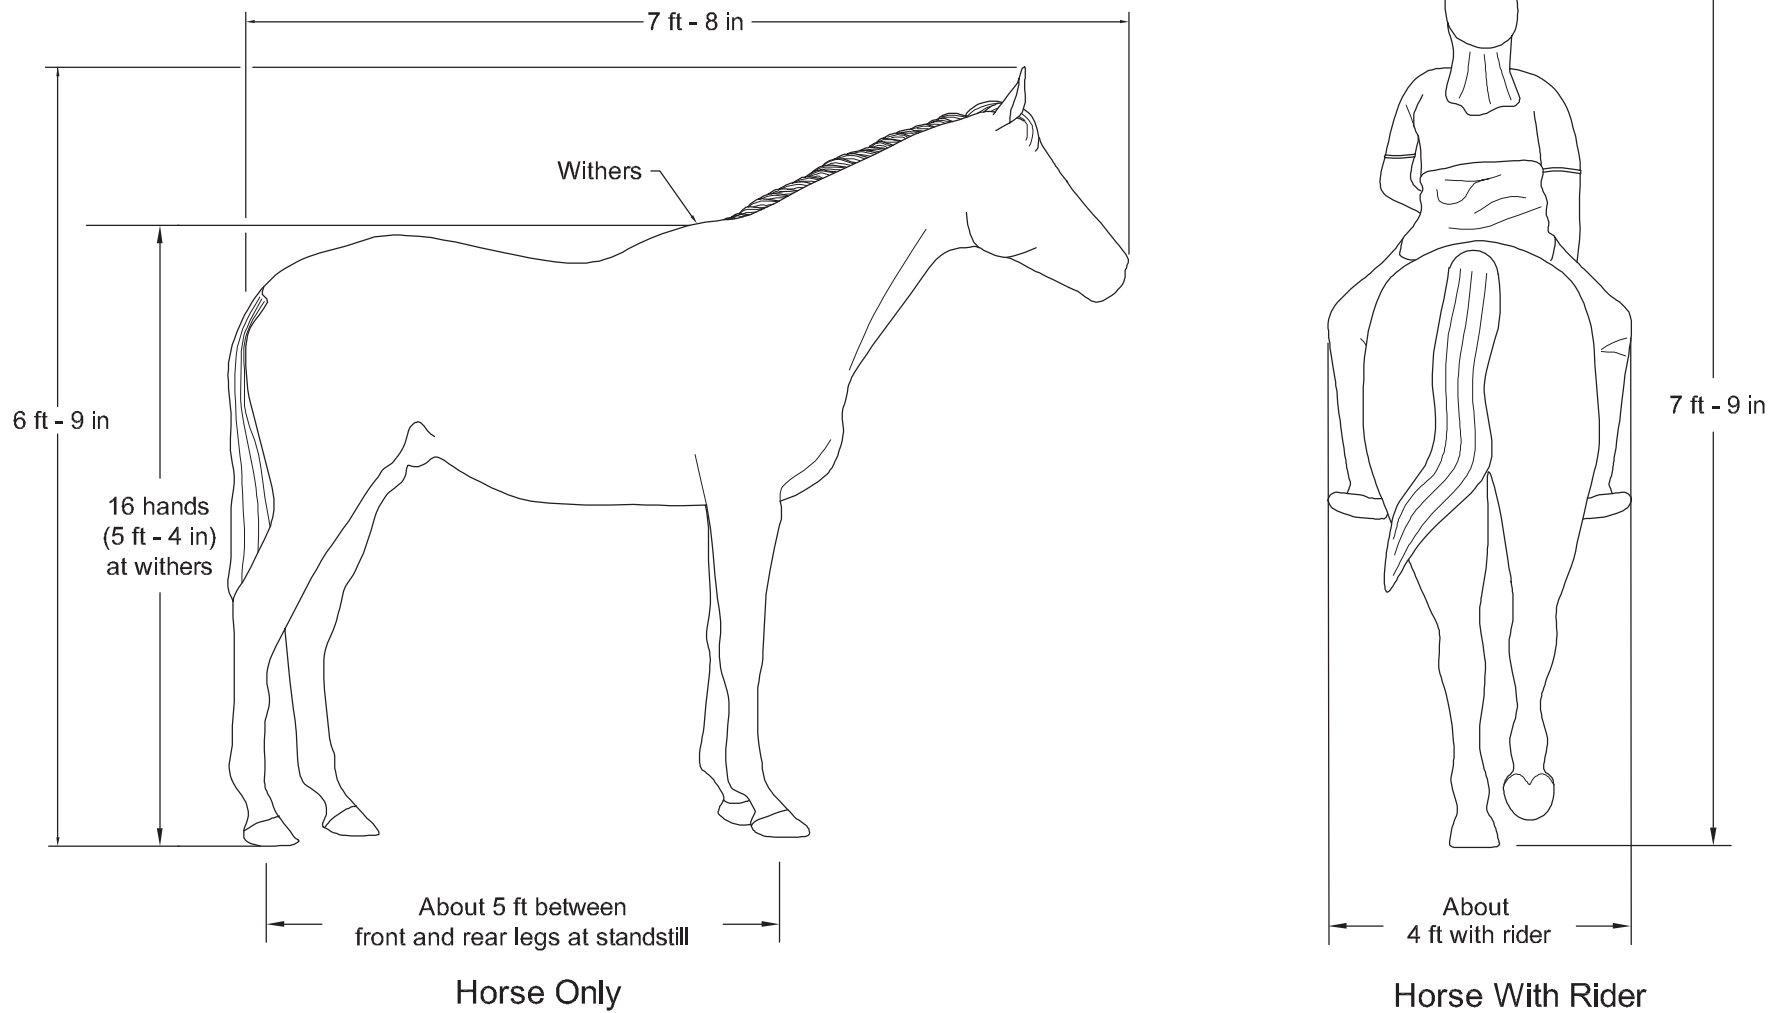 7 ft - 8 in
Withers
6 ft - 9 in
16 hands
(5 ft - 4 in)
at withers
About 5 ft between
front and rear legs at standstill
Horse Only
7 ft - 9 in
About
4 ft with rider
Horse With Rider